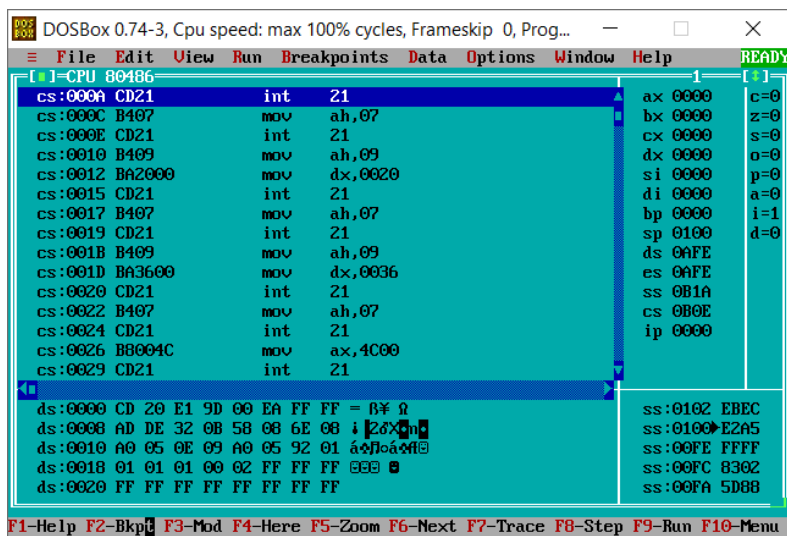 DOSBox 0.74-3, Cpu speed: max 100% cycles, Frameskip 0, Prog...
≡ File Edit View Run Breakpoints Data Options Window Help READY
[■]=CPU 80486 1 [↕]
cs:000A CD21 int 21 ax 0000 c=0
cs:000C B407 mov ah,07 bx 0000 z=0
cs:000E CD21 int 21 cx 0000 s=0
cs:0010 B409 mov ah,09 dx 0000 o=0
cs:0012 BA2000 mov dx,0020 si 0000 p=0
cs:0015 CD21 int 21 di 0000 a=0
cs:0017 B407 mov ah,07 bp 0000 i=1
cs:0019 CD21 int 21 sp 0100 d=0
cs:001B B409 mov ah,09 ds 0AFE
cs:001D BA3600 mov dx,0036 es 0AFE
cs:0020 CD21 int 21 ss 0B1A
cs:0022 B407 mov ah,07 cs 0B0E
cs:0024 CD21 int 21 ip 0000
cs:0026 B8004C mov ax,4C00
cs:0029 CD21 int 21
ds:0000 CD 20 E1 9D 00 EA FF FF = ß¥ Ω ss:0102 EBEC
ds:0008 AD DE 32 0B 58 08 6E 08 ss:0100►E2A5
ds:0010 A0 05 0E 09 A0 05 92 01 ss:00FE FFFF
ds:0018 01 01 01 00 02 FF FF FF ☺☺☺ ☻ ss:00FC 8302
ds:0020 FF FF FF FF FF FF FF FF ss:00FA 5D88
F1-Help F2-Bkpt F3-Mod F4-Here F5-Zoom F6-Next F7-Trace F8-Step F9-Run F10-Menu